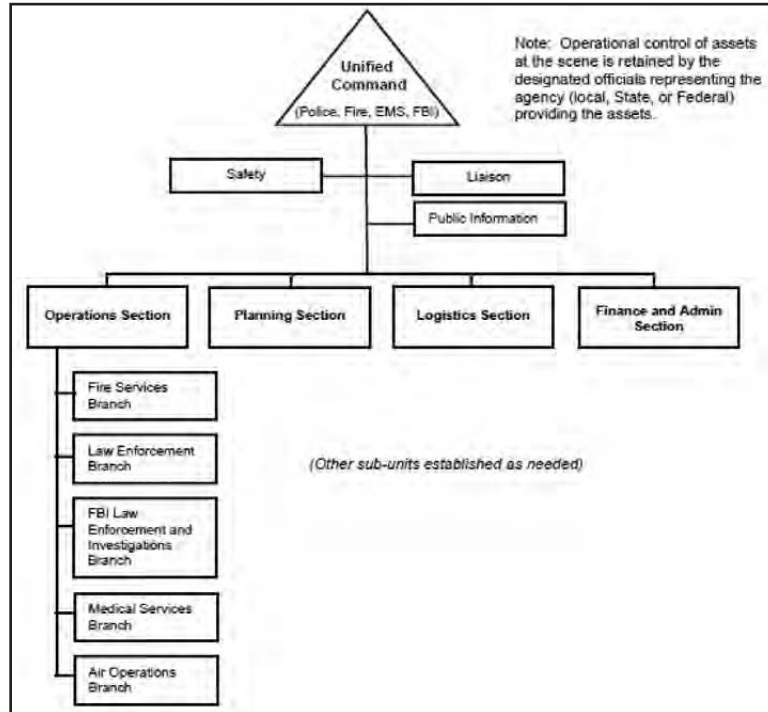 Unified
Command
(Police, Fire, EMS, FBI)
Note: Operational control of assets
at the scene is retained by the
designated officials representing the
agency (local, State, or Federal)
providing the assets.
Safety
Liaison
Public Information
Operations Section
Planning Section
Logistics Section
Finance and Admin
Section
Fire Services
Branch
Law Enforcement
Branch
(Other sub-units established as needed)
FBI Law
Enforcement and
Investigations
Branch
Medical Services
Branch
Air Operations
Branch